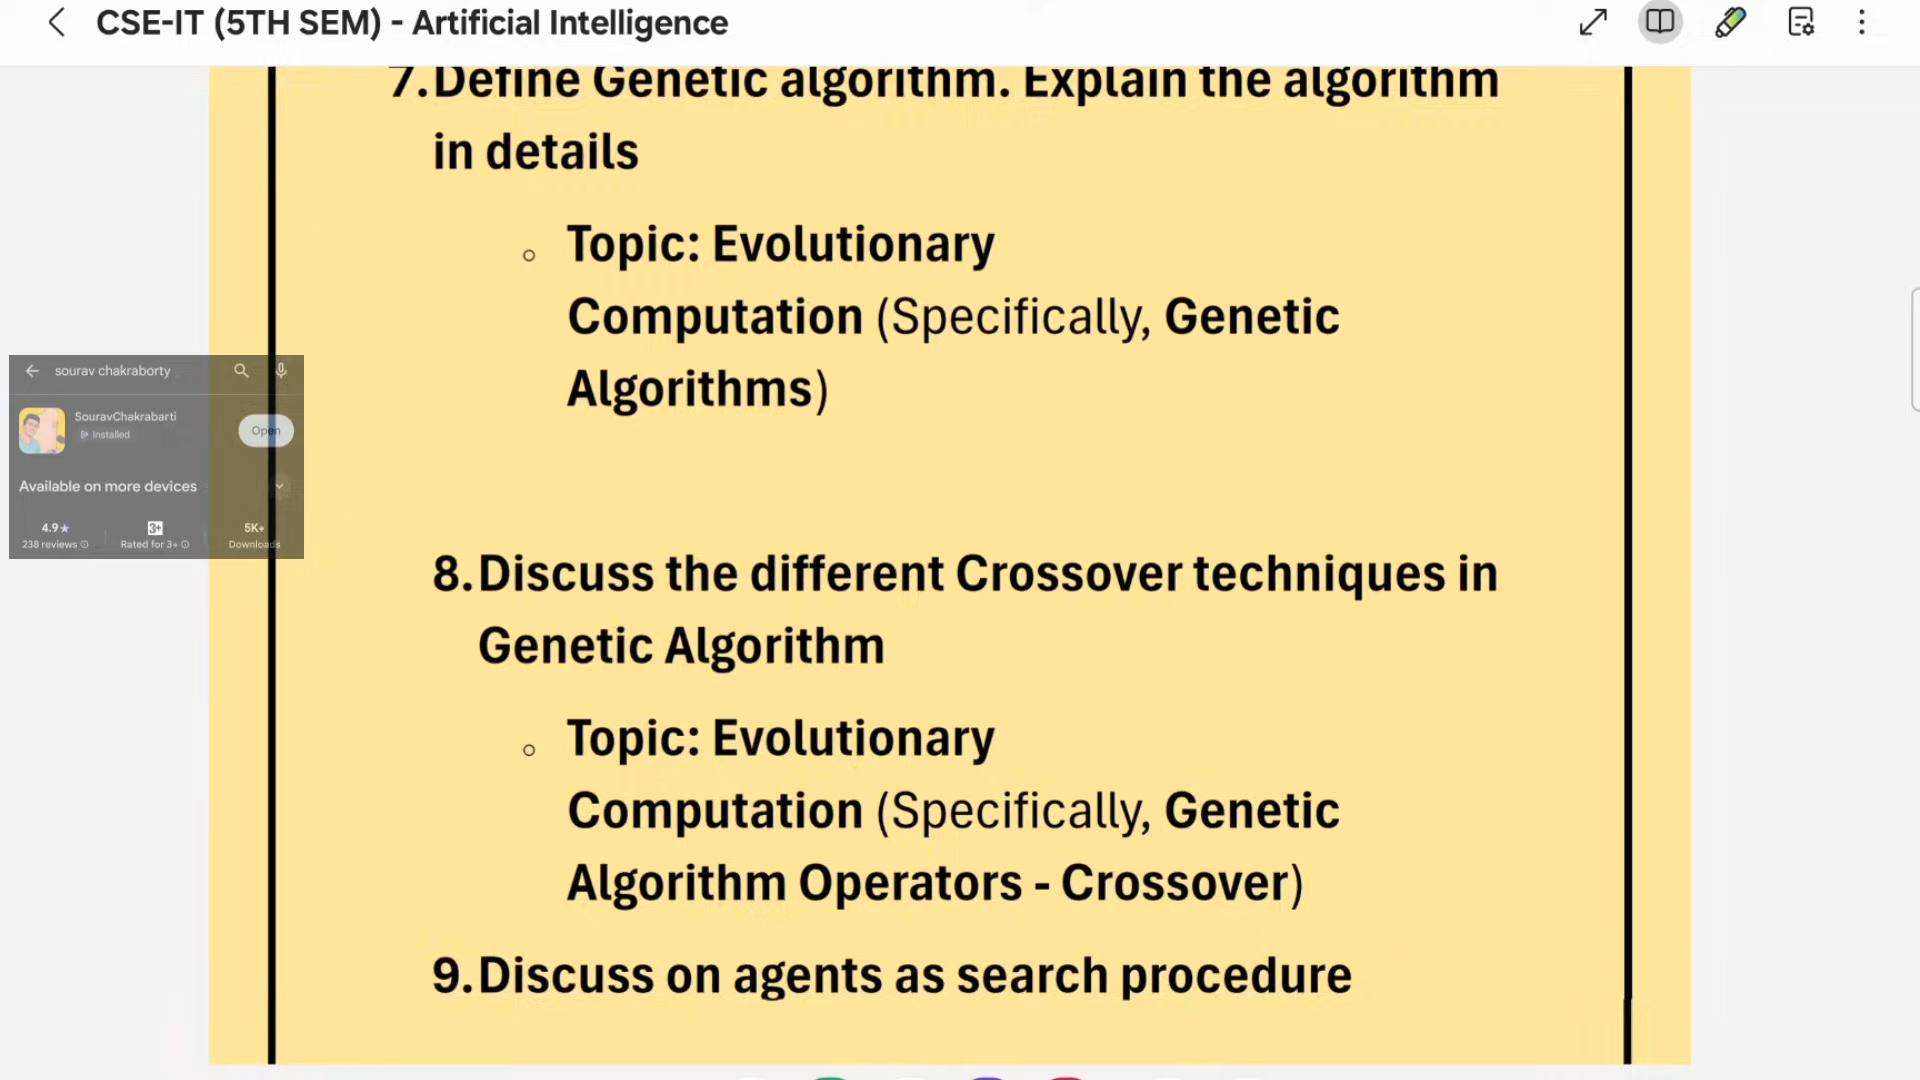 CSE-IT (5TH SEM) - Artificial Intelligence
7. Define Genetic algorithm. Explain the algorithm
in details
Topic: Evolutionary
Computation (Specifically, Genetic
Algorithms)
sourav chakraborty
SouravChakrabarti
Installed
Open
Available on more devices
4.9★
238 reviews
3+
Rated for 3+
5K+
Downloads
8. Discuss the different Crossover techniques in
Genetic Algorithm
Topic: Evolutionary
Computation (Specifically, Genetic
Algorithm Operators - Crossover)
9. Discuss on agents as search procedure